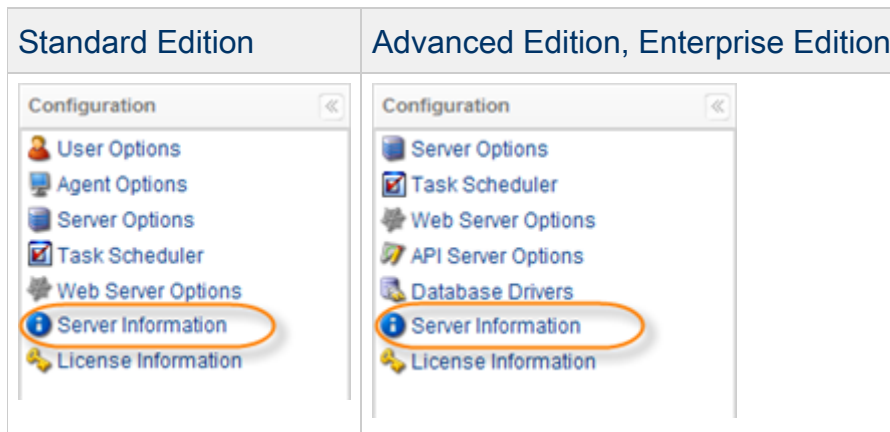 Standard Edition
Advanced Edition, Enterprise Edition
Configuration
User Options
Agent Options
Server Options
Task Scheduler
Web Server Options
Server Information
License Information
Configuration
Server Options
Task Scheduler
Web Server Options
API Server Options
Database Drivers
Server Information
License Information